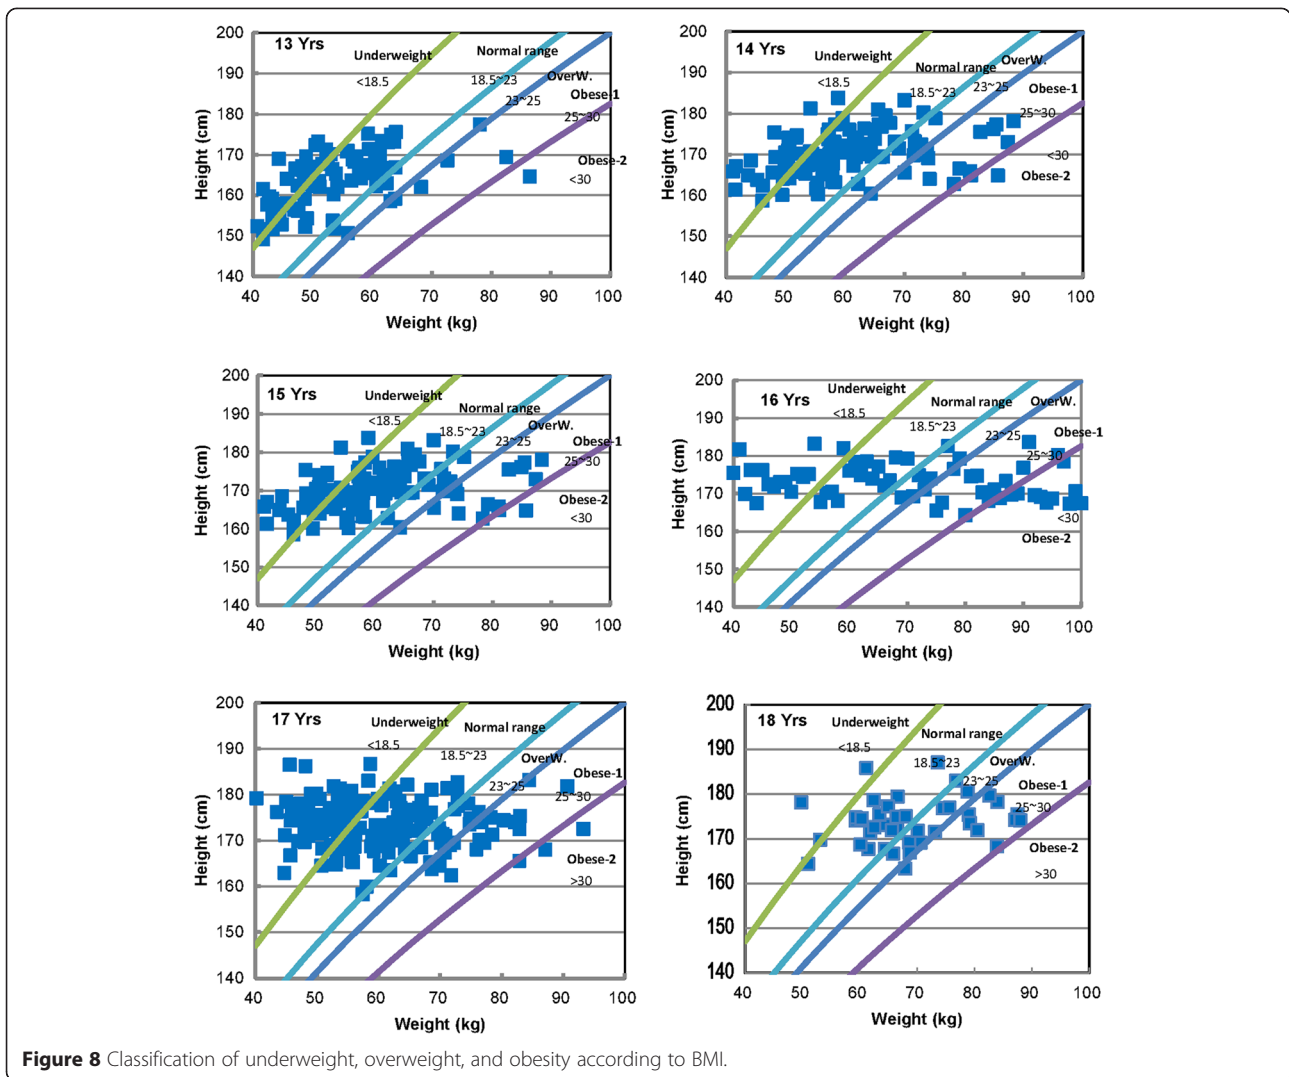 13 Yrs
Underweight
<18.5
Normal range
18.5~23
OverW.
23~25
Obese-1
25~30
Obese-2
<30
200
190
180
170
160
150
140
Height (cm)
40 50 60 70 80 90 100
Weight (kg)
14 Yrs
Underweight
<18.5
Normal range
18.5~23
OverW.
23~25
Obese-1
25~30
<30
Obese-2
200
190
180
170
160
150
140
Height (cm)
40 50 60 70 80 90 100
Weight (kg)
15 Yrs
Underweight
<18.5
Normal range
18.5~23
OverW.
23~25
Obese-1
25~30
Obese-2
<30
200
190
180
170
160
150
140
Height (cm)
40 50 60 70 80 90 100
Weight (kg)
16 Yrs
Underweight
<18.5
Normal range
18.5~23
OverW.
23~25
Obese-1
25~30
<30
Obese-2
200
190
180
170
160
150
140
Height (cm)
40 50 60 70 80 90 100
Weight (kg)
17 Yrs
Underweight
<18.5
Normal range
18.5~23
OverW.
23~25
Obese-1
25~30
Obese-2
>30
200
190
180
170
160
150
140
Height (cm)
40 50 60 70 80 90 100
Weight (kg)
18 Yrs
Underweight
<18.5
Normal range
18.5~23
OverW.
23~25
Obese-1
25~30
Obese-2
>30
200
190
180
170
160
150
140
Height (cm)
40 50 60 70 80 90 100
Weight (kg)
Figure 8 Classification of underweight, overweight, and obesity according to BMI.